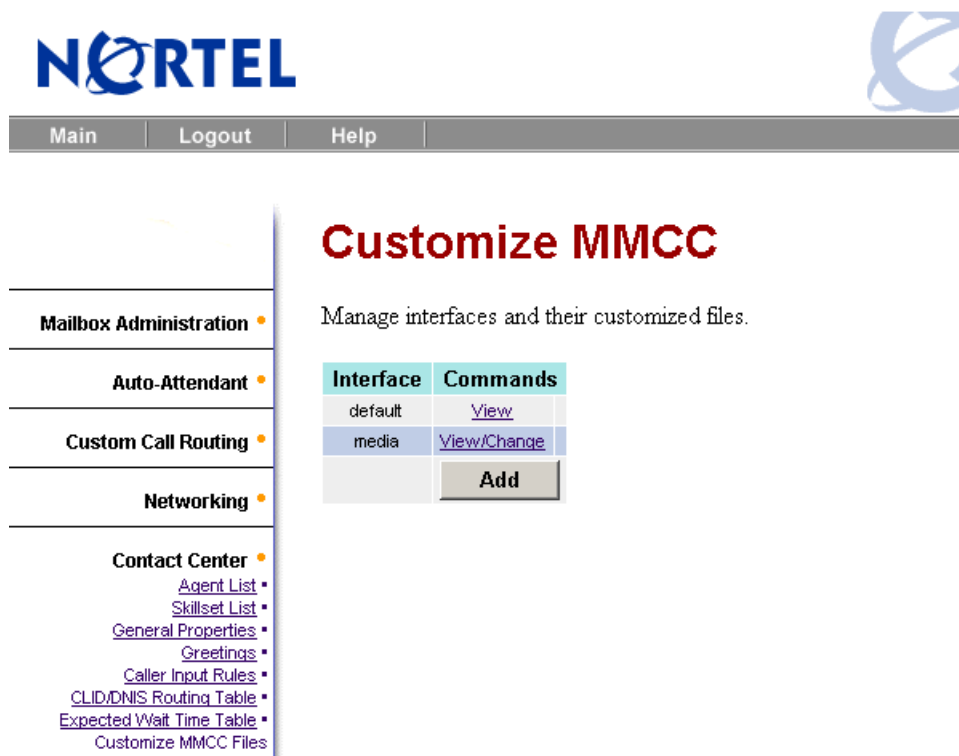 NORTEL
Main Logout Help
Customize MMCC
Manage interfaces and their customized files.
Interface Commands
default View
media View/Change
Add
Mailbox Administration
Auto-Attendant
Custom Call Routing
Networking
Contact Center
Agent List
Skillset List
General Properties
Greetings
Caller Input Rules
CLID/DNIS Routing Table
Expected Wait Time Table
Customize MMCC Files